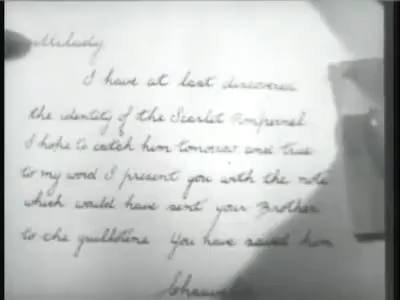 Milady
I have at last discovered
the identity of the Scarlet Pimpernel
I hope to catch him tomorrow and true
to my word I present you with the note
which would have sent your Brother
to the guillotine You have saved him